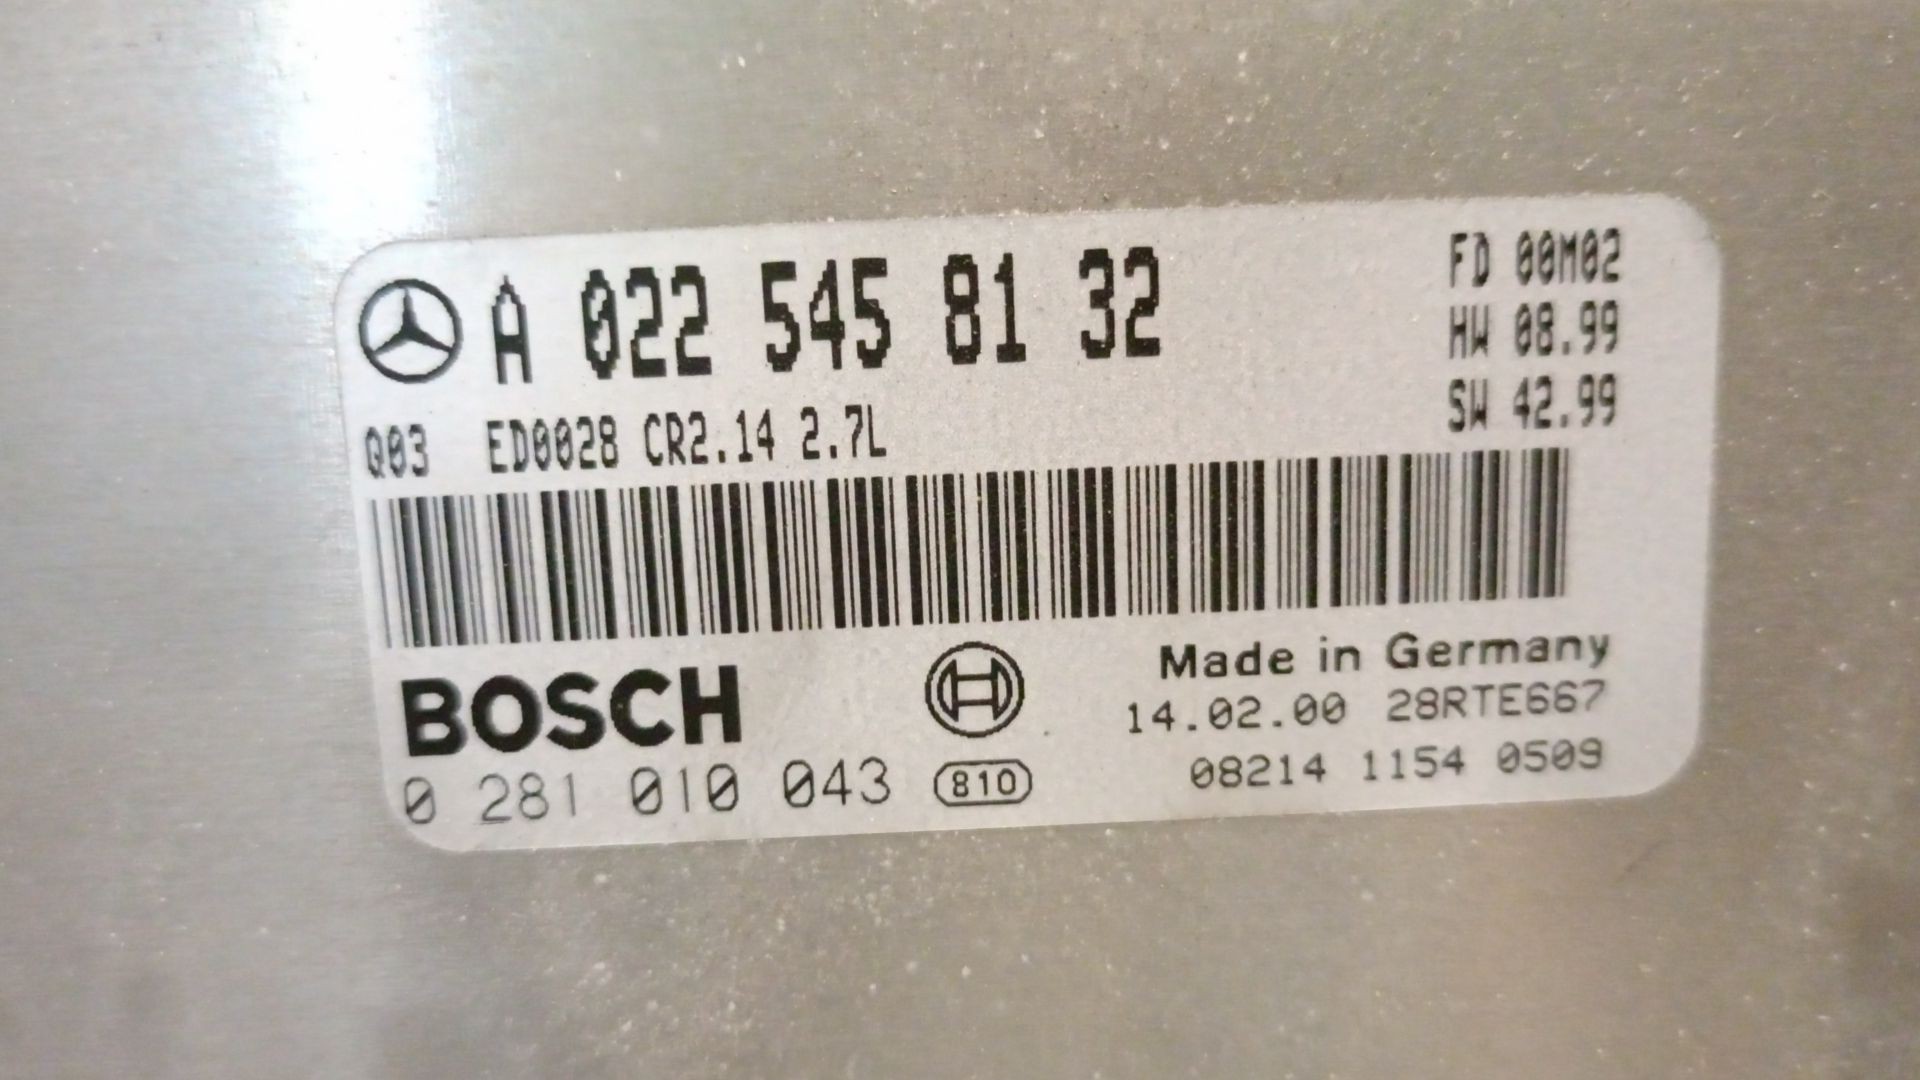 A 022 545 81 32
FD 00M02
HW 08.99
SW 42.99
Q03 ED0028 CR2.14 2.7L
BOSCH
Made in Germany
14.02.00 28RTE667
0 281 010 043 810
08214 1154 0509